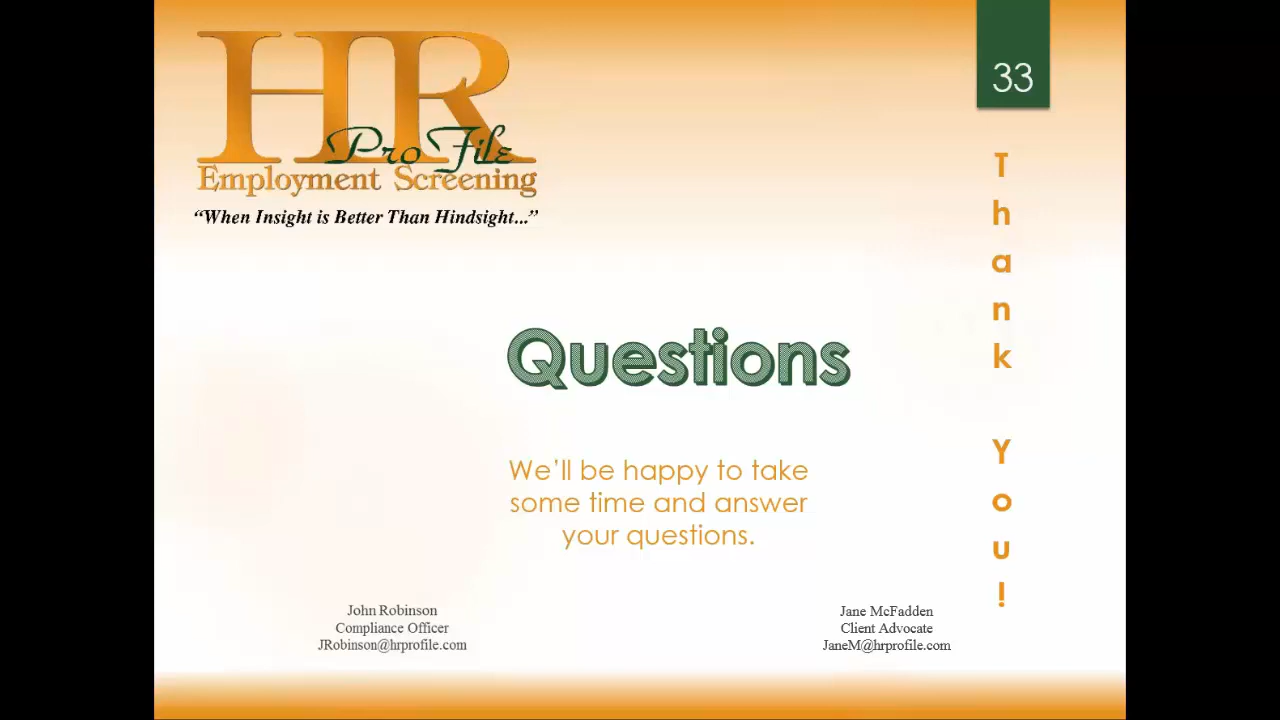 HR
ProFile
Employment Screening
“When Insight is Better Than Hindsight...”
33
Thank
You!
Questions
We’ll be happy to take
some time and answer
your questions.
John Robinson
Compliance Officer
JRobinson@hrprofile.com
Jane McFadden
Client Advocate
JaneM@hrprofile.com